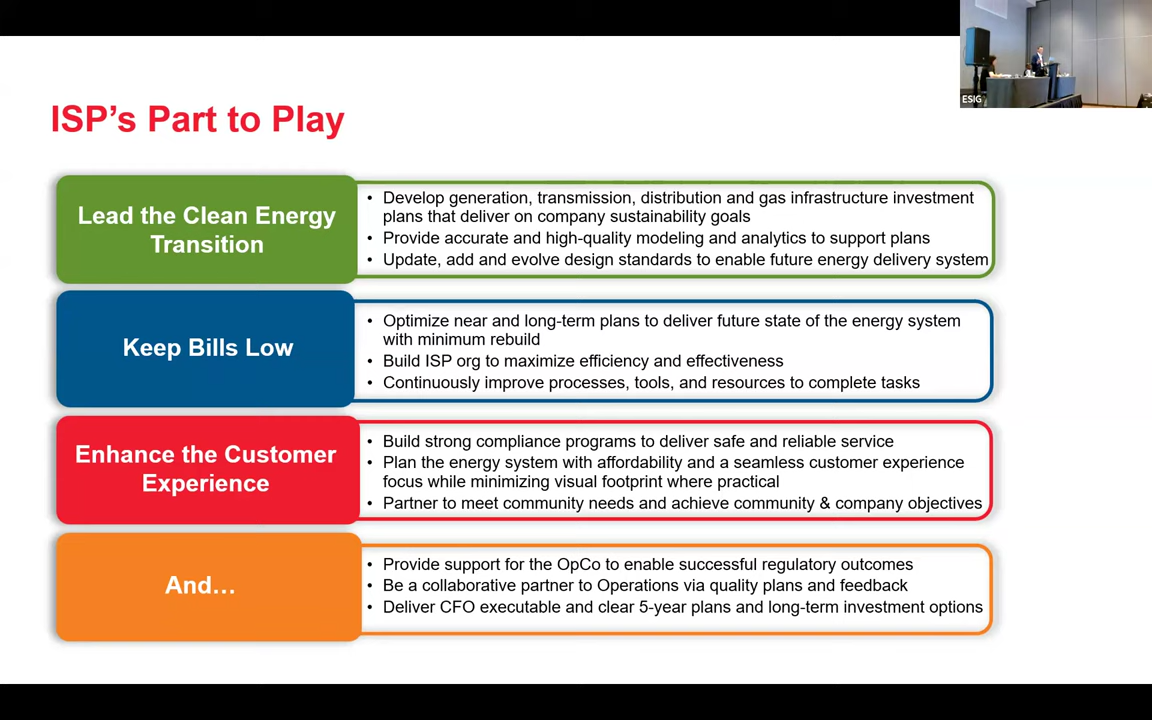 ESIG
ISP's Part to Play
Lead the Clean Energy
Transition
• Develop generation, transmission, distribution and gas infrastructure investment
plans that deliver on company sustainability goals
• Provide accurate and high-quality modeling and analytics to support plans
• Update, add and evolve design standards to enable future energy delivery system
Keep Bills Low
• Optimize near and long-term plans to deliver future state of the energy system
with minimum rebuild
• Build ISP org to maximize efficiency and effectiveness
• Continuously improve processes, tools, and resources to complete tasks
Enhance the Customer
Experience
• Build strong compliance programs to deliver safe and reliable service
• Plan the energy system with affordability and a seamless customer experience
focus while minimizing visual footprint where practical
• Partner to meet community needs and achieve community & company objectives
And…
• Provide support for the OpCo to enable successful regulatory outcomes
• Be a collaborative partner to Operations via quality plans and feedback
• Deliver CFO executable and clear 5-year plans and long-term investment options